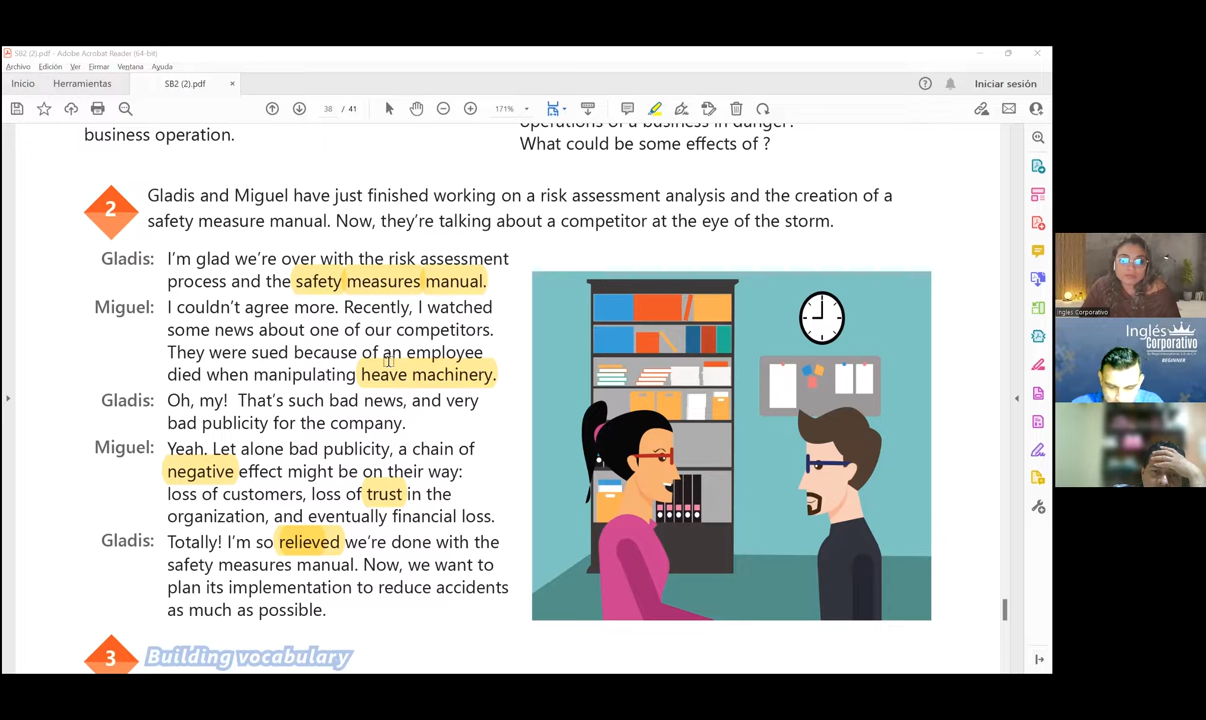 SB2 (2).pdf - Adobe Acrobat Reader (64-bit)
Archivo Edición Ver Firmar Ventana Ayuda
Inicio Herramientas SB2 (2).pdf × Iniciar sesión
38 / 41 171%
business operation.
operations of a business in danger?
What could be some effects of ?
2
Gladis and Miguel have just finished working on a risk assessment analysis and the creation of a
safety measure manual. Now, they're talking about a competitor at the eye of the storm.
Gladis: I'm glad we're over with the risk assessment
process and the safety measures manual.
Miguel: I couldn't agree more. Recently, I watched
some news about one of our competitors.
They were sued because of an employee
died when manipulating heave machinery.
Gladis: Oh, my! That's such bad news, and very
bad publicity for the company.
Miguel: Yeah. Let alone bad publicity, a chain of
negative effect might be on their way:
loss of customers, loss of trust in the
organization, and eventually financial loss.
Gladis: Totally! I'm so relieved we're done with the
safety measures manual. Now, we want to
plan its implementation to reduce accidents
as much as possible.
3
Building vocabulary
Ingles Corporativo
Inglés
Corporativo
BEGINNER